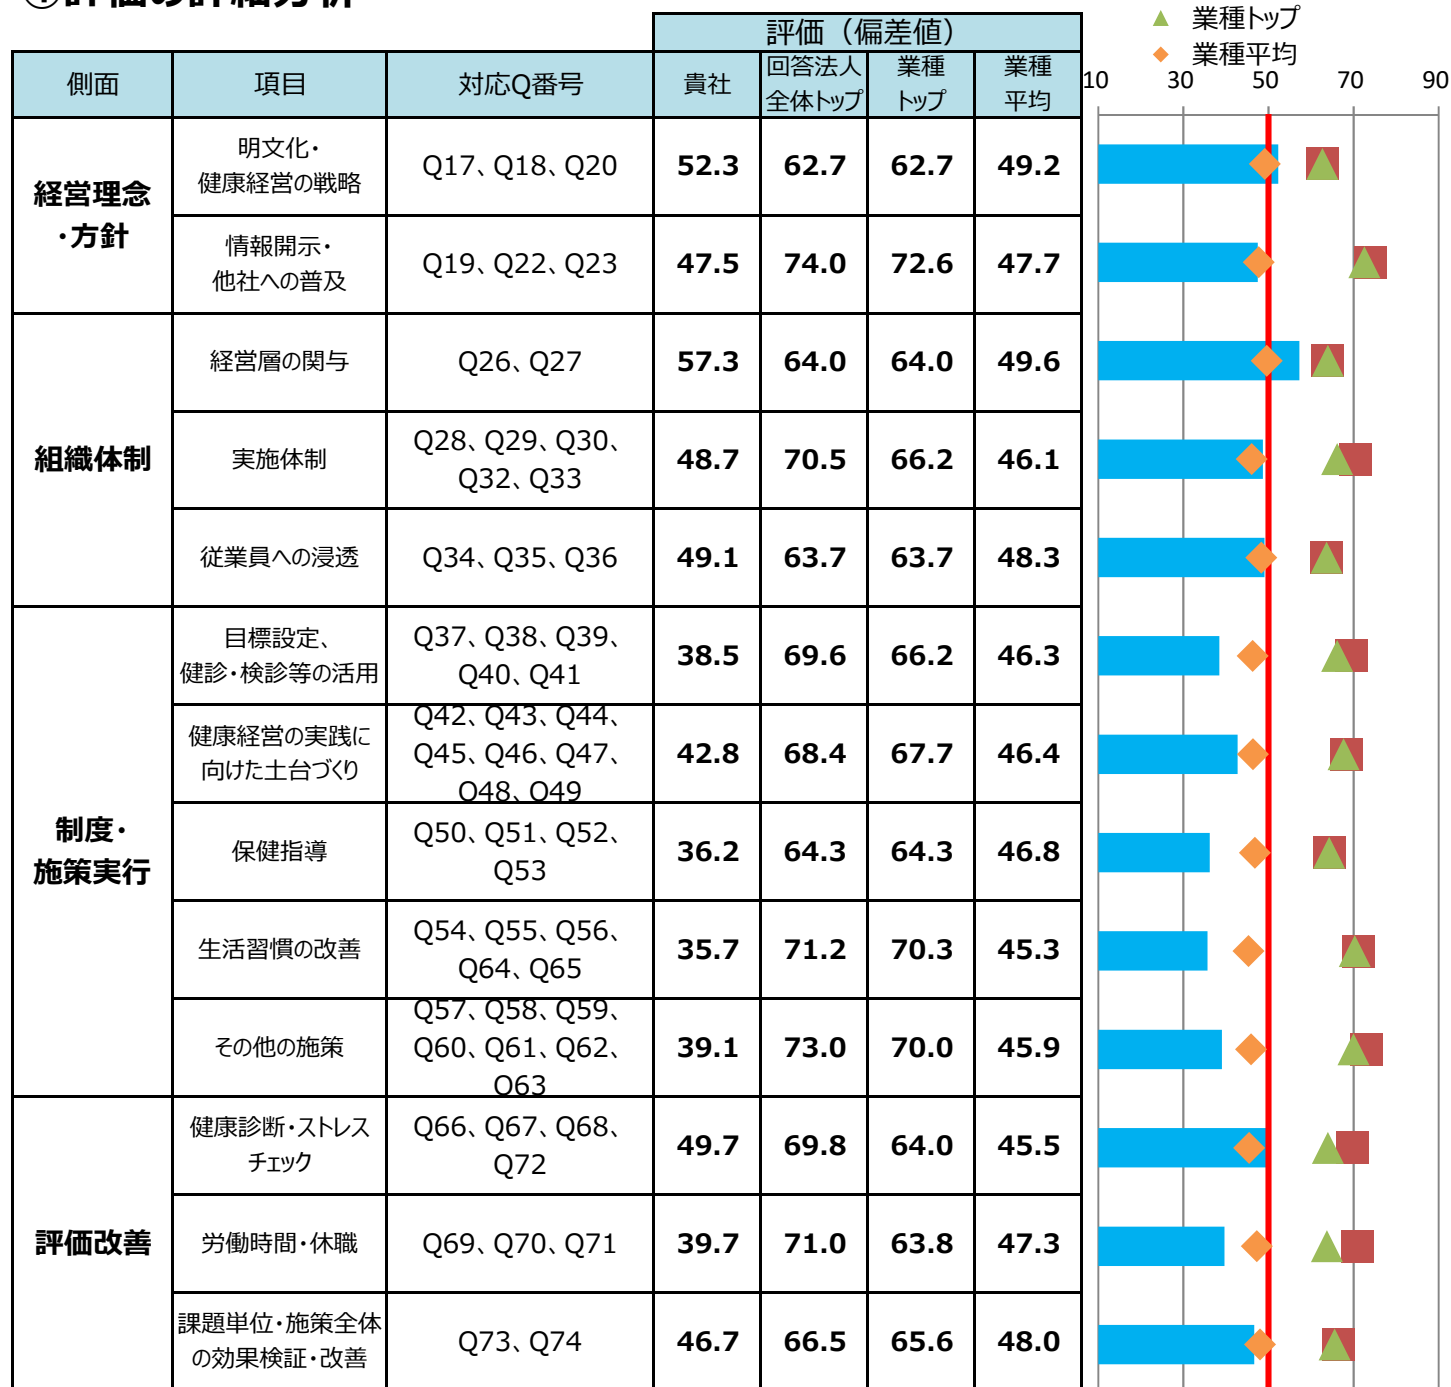 ①評価の詳細分析
▲ 業種トップ
◆ 業種平均
評価（偏差値）
側面 項目 対応Q番号 貴社 回答法人 業種 業種
全体トップ トップ 平均
10 30 50 70 90
経営理念
・方針
明文化・
健康経営の戦略
Q17、Q18、Q20 52.3 62.7 62.7 49.2
情報開示・
他社への普及
Q19、Q22、Q23 47.5 74.0 72.6 47.7
組織体制
経営層の関与 Q26、Q27 57.3 64.0 64.0 49.6
実施体制
Q28、Q29、Q30、
Q32、Q33
48.7 70.5 66.2 46.1
従業員への浸透 Q34、Q35、Q36 49.1 63.7 63.7 48.3
制度・
施策実行
目標設定、
健診・検診等の活用
Q37、Q38、Q39、
Q40、Q41
38.5 69.6 66.2 46.3
健康経営の実践に
向けた土台づくり
Q42、Q43、Q44、
Q45、Q46、Q47、
Q48、Q49
42.8 68.4 67.7 46.4
保健指導
Q50、Q51、Q52、
Q53
36.2 64.3 64.3 46.8
生活習慣の改善
Q54、Q55、Q56、
Q64、Q65
35.7 71.2 70.3 45.3
その他の施策
Q57、Q58、Q59、
Q60、Q61、Q62、
Q63
39.1 73.0 70.0 45.9
評価改善
健康診断・ストレス
チェック
Q66、Q67、Q68、
Q72
49.7 69.8 64.0 45.5
労働時間・休職 Q69、Q70、Q71 39.7 71.0 63.8 47.3
課題単位・施策全体
の効果検証・改善
Q73、Q74 46.7 66.5 65.6 48.0